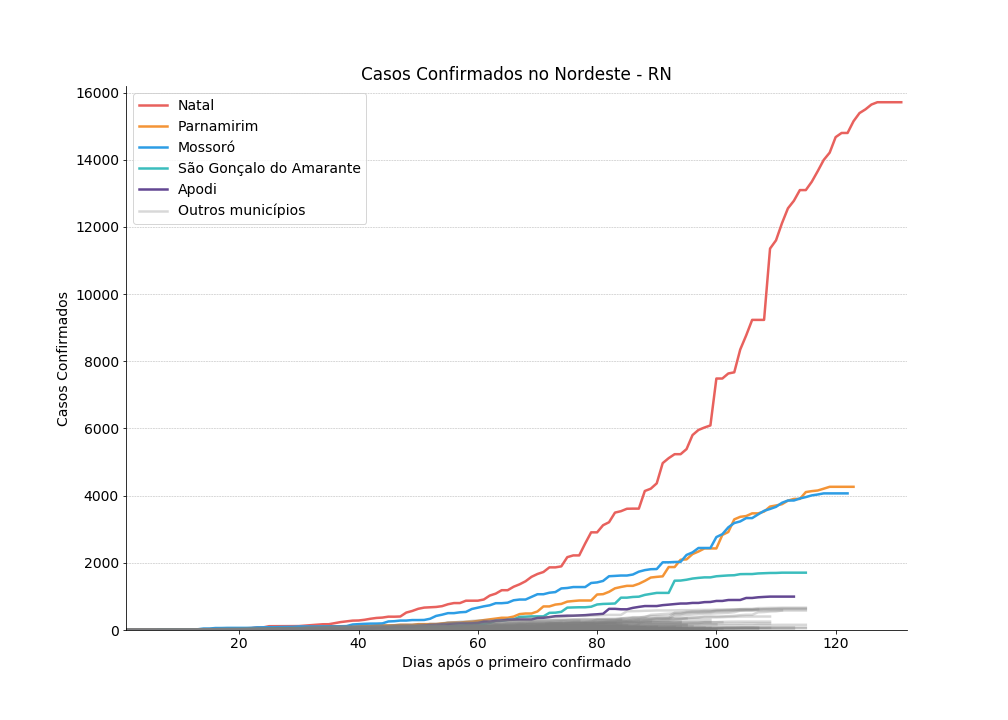 Casos Confirmados no Nordeste - RN
16000
14000
12000
10000
8000
6000
4000
2000
0
Casos Confirmados
Natal
Parnamirim
Mossoró
São Gonçalo do Amarante
Apodi
Outros municípios
20
40
60
80
100
120
Dias após o primeiro confirmado